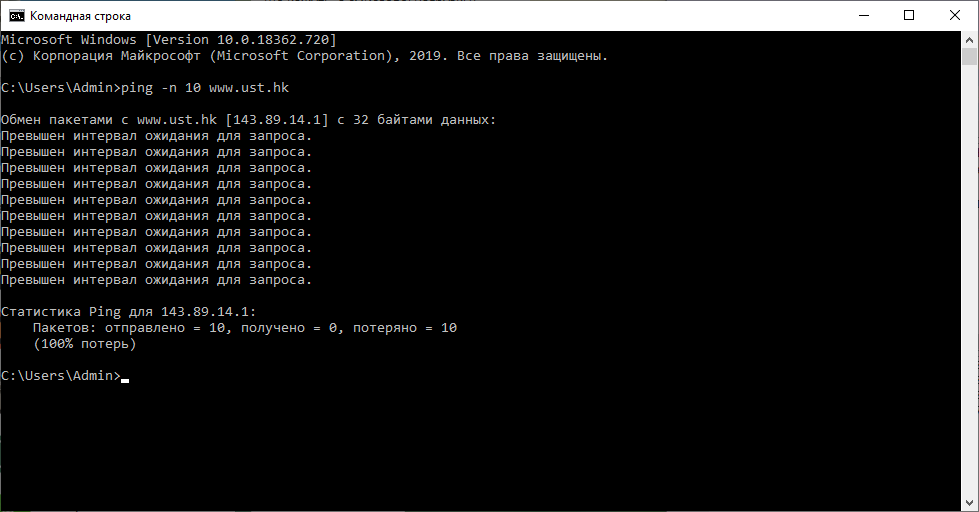 Командная строка
Microsoft Windows [Version 10.0.18362.720]
(c) Корпорация Майкрософт (Microsoft Corporation), 2019. Все права защищены.
C:\Users\Admin>ping -n 10 www.ust.hk
Обмен пакетами с www.ust.hk [143.89.14.1] с 32 байтами данных:
Превышен интервал ожидания для запроса.
Превышен интервал ожидания для запроса.
Превышен интервал ожидания для запроса.
Превышен интервал ожидания для запроса.
Превышен интервал ожидания для запроса.
Превышен интервал ожидания для запроса.
Превышен интервал ожидания для запроса.
Превышен интервал ожидания для запроса.
Превышен интервал ожидания для запроса.
Превышен интервал ожидания для запроса.
Статистика Ping для 143.89.14.1:
Пакетов: отправлено = 10, получено = 0, потеряно = 10
(100% потерь)
C:\Users\Admin>